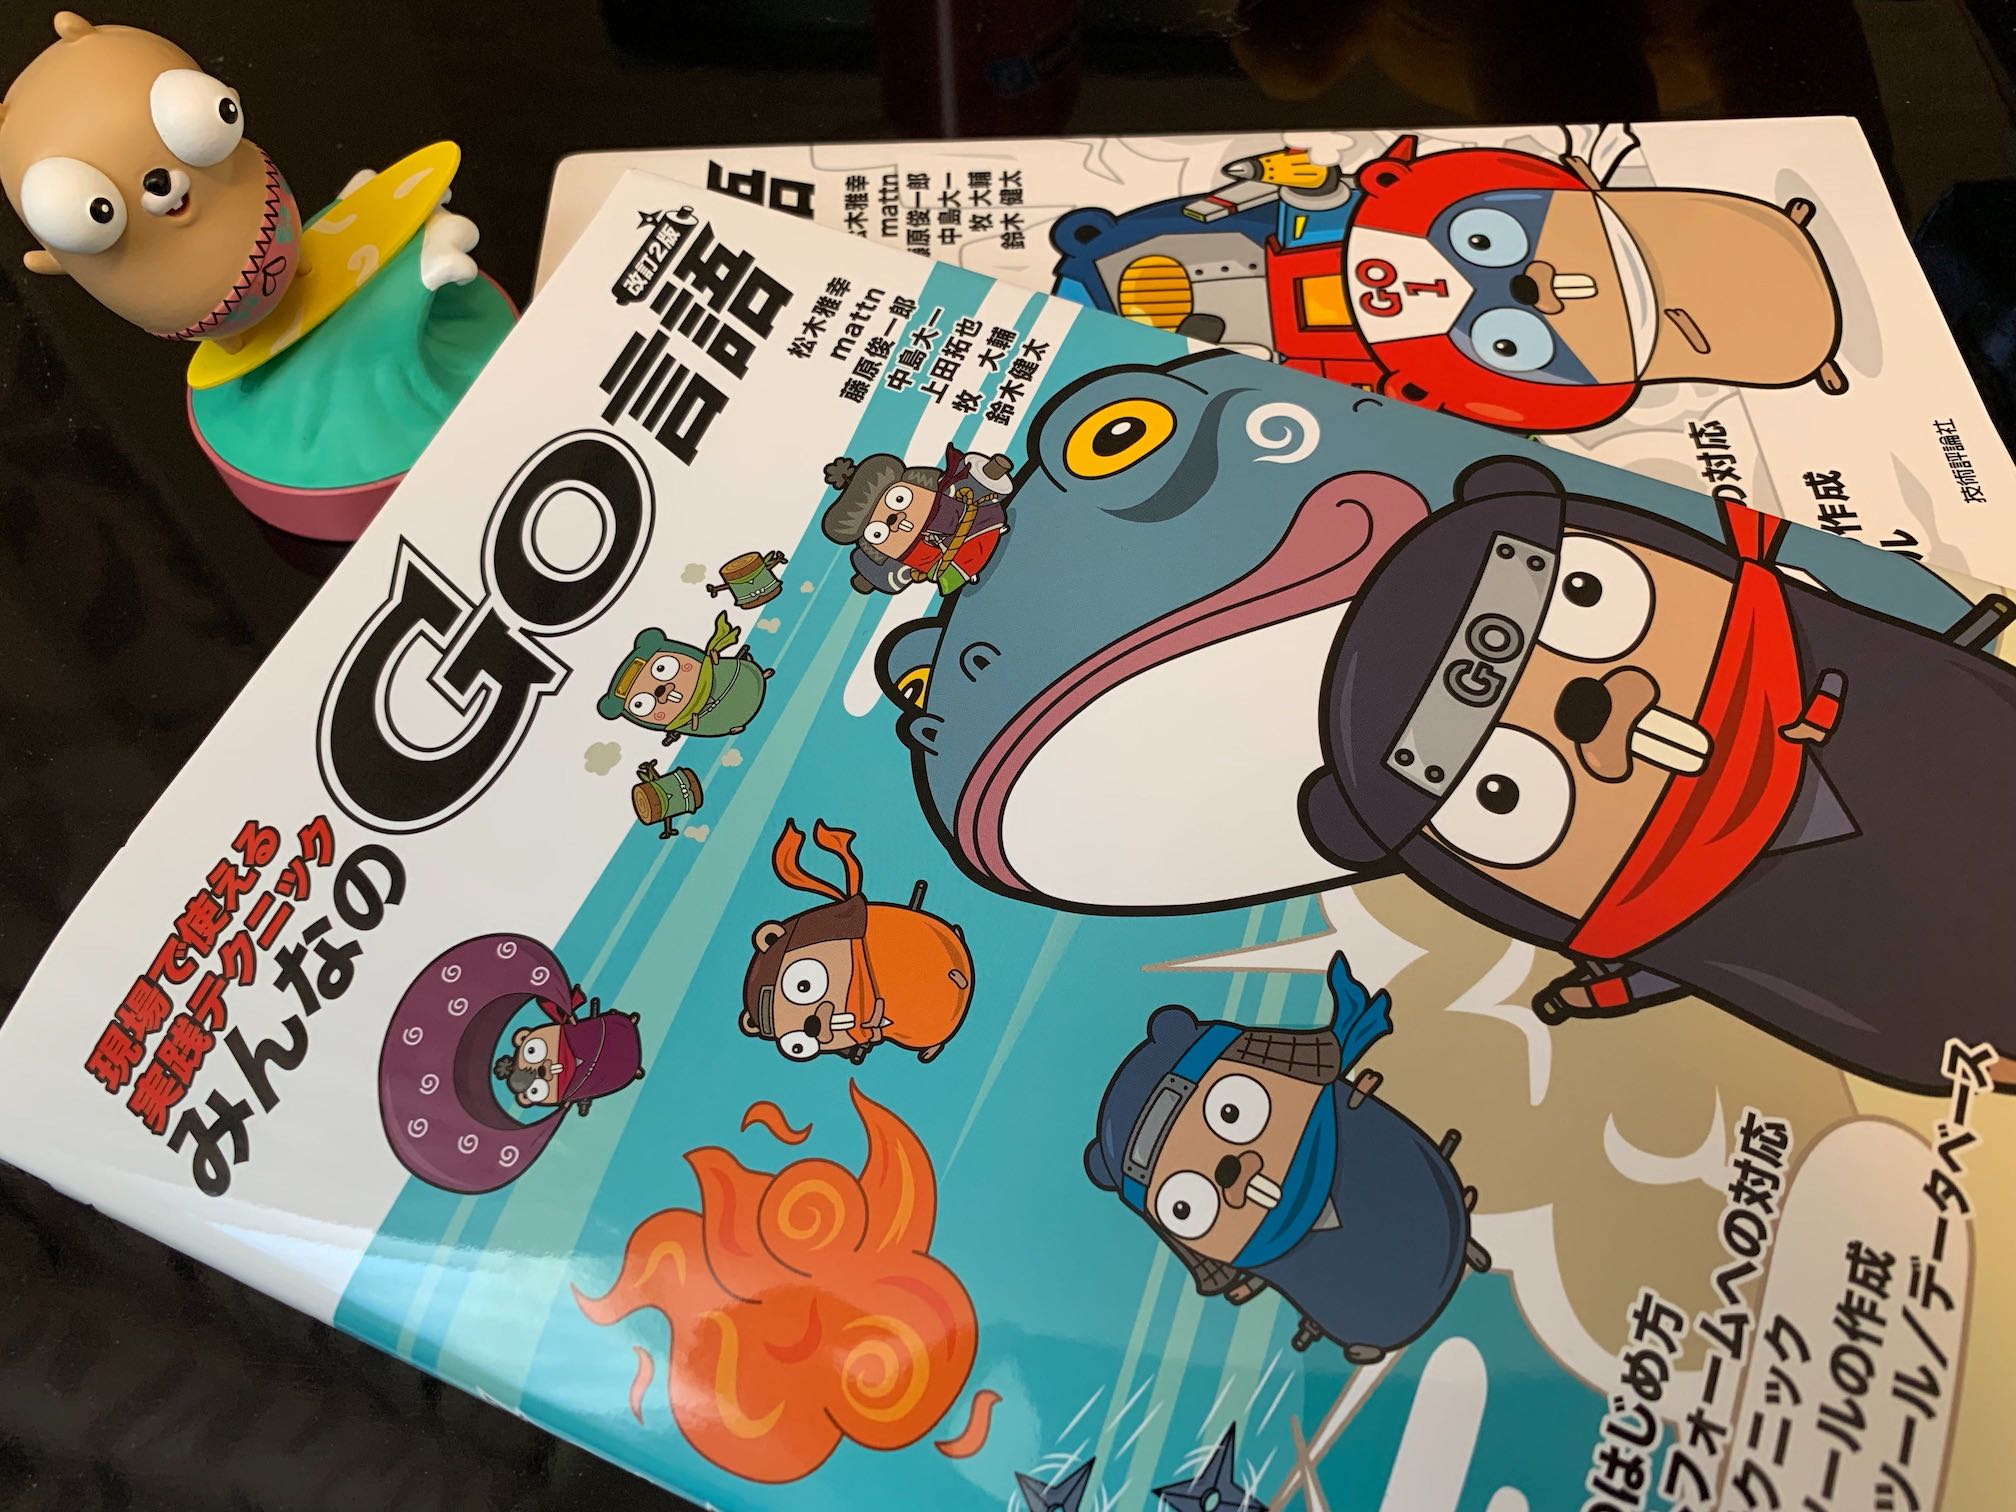 現場で使える
実践テクニック
みんなのGo言語
改訂2版
松木雅幸
mattn
藤原俊一郎
中島大一
上田拓也
牧 大輔
鈴木健太
GO
のはじめ方
フォームへの対応
クニック
ールの作成
ツール/データベース
語
木雅幸
mattn
原俊一郎
中島大一
牧 大輔
鈴木健太
GO
1
の対応
作成
ル
技術評論社